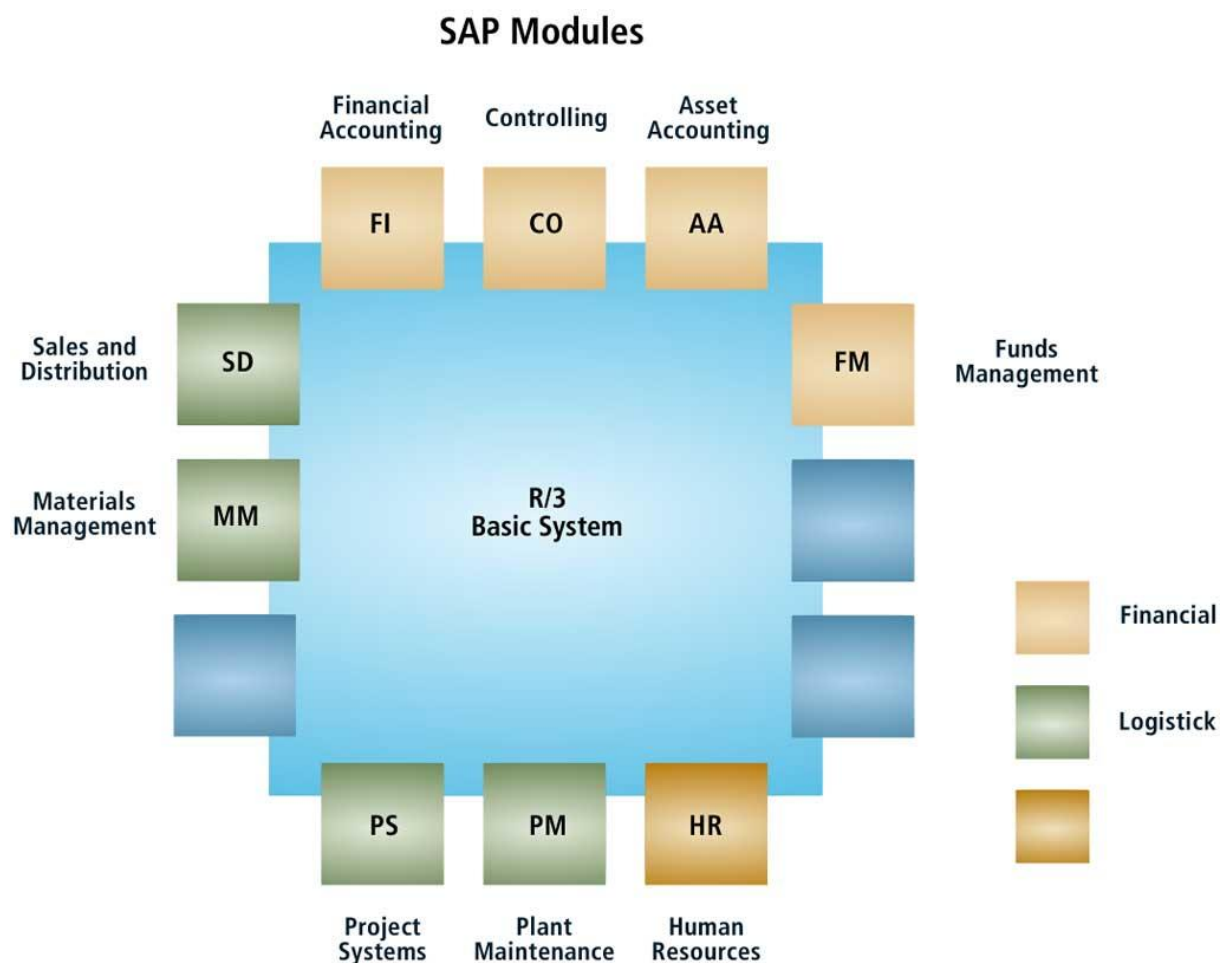 SAP Modules
Financial
Accounting
Controlling
Asset
Accounting
FI
CO
AA
Sales and
Distribution
SD
FM
Funds
Management
Materials
Management
MM
R/3
Basic System
Financial
Logistick
PS
PM
HR
Project
Systems
Plant
Maintenance
Human
Resources